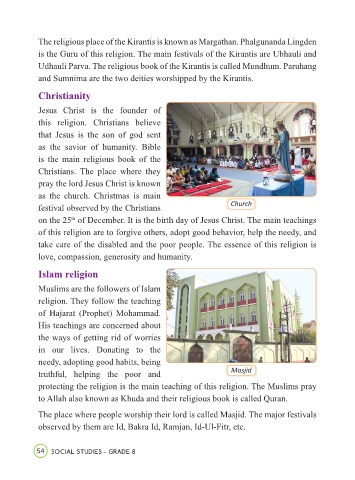 The religious place of the Kirantis is known as Margathan. Phalgunanda Lingden
is the Guru of this religion. The main festivals of the Kirantis are Ubhauli and
Udhauli Parva. The religious book of the Kirantis is called Mundhum. Paruhang
and Sumnima are the two deities worshipped by the Kirantis.
Christianity
Jesus Christ is the founder of
this religion. Christians believe
that Jesus is the son of god sent
as the savior of humanity. Bible
is the main religious book of the
Christians. The place where they
pray the lord Jesus Christ is known
as the church. Christmas is main
festival observed by the Christians
Church
on the 25th of December. It is the birth day of Jesus Christ. The main teachings
of this religion are to forgive others, adopt good behavior, help the needy, and
take care of the disabled and the poor people. The essence of this religion is
love, compassion, generosity and humanity.
Islam religion
Muslims are the followers of Islam
religion. They follow the teaching
of Hajarat (Prophet) Mohammad.
His teachings are concerned about
the ways of getting rid of worries
in our lives. Donating to the
needy, adopting good habits, being
truthful, helping the poor and
Masjid
protecting the religion is the main teaching of this religion. The Muslims pray
to Allah also known as Khuda and their religious book is called Quran.
The place where people worship their lord is called Masjid. The major festivals
observed by them are Id, Bakra Id, Ramjan, Id-Ul-Fitr, etc.
54 SOCIAL STUDIES - GRADE 8